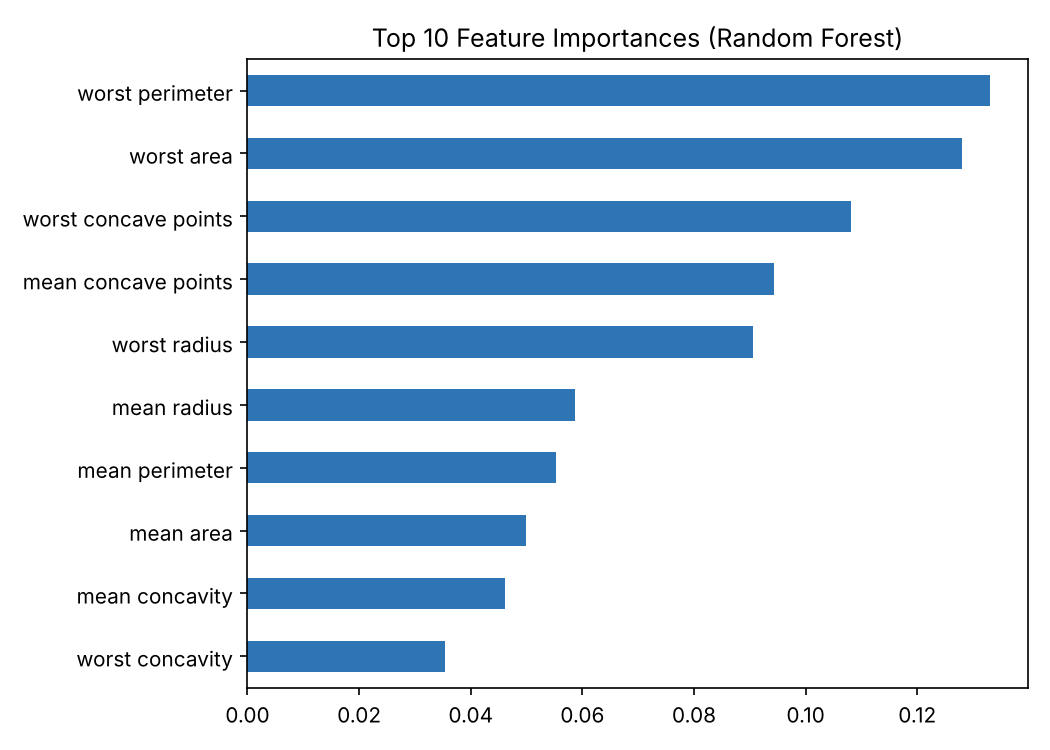 Top 10 Feature Importances (Random Forest)
worst perimeter
worst area
worst concave points
mean concave points
worst radius
mean radius
mean perimeter
mean area
mean concavity
worst concavity
0.00 0.02 0.04 0.06 0.08 0.10 0.12